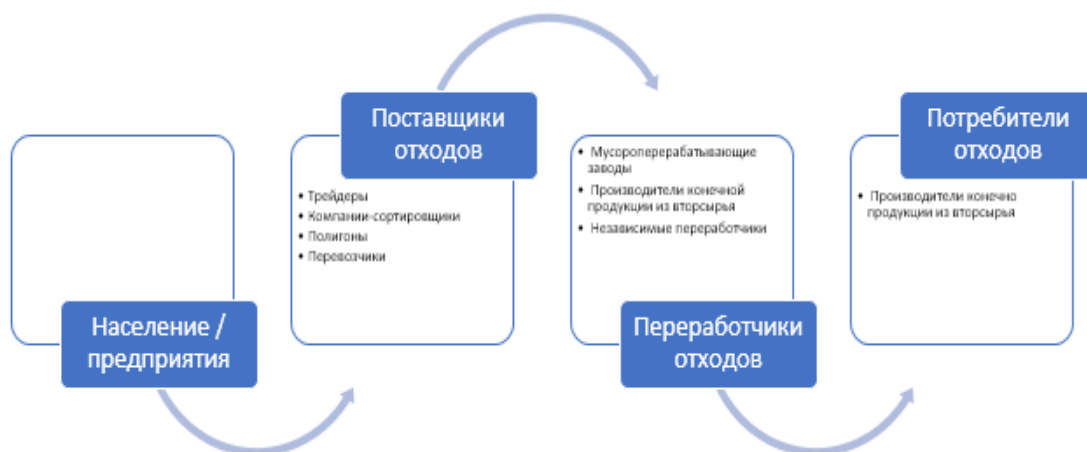 Население /
предприятия
Поставщики
отходов
• Трейдеры
• Компании-сортировщики
• Полигоны
• Перевозчики
• Мусороперерабатывающие
заводы
• Производители конечной
продукции из вторсырья
• Независимые переработчики
Переработчики
отходов
Потребители
отходов
• Производители конечно
продукции из вторсырья